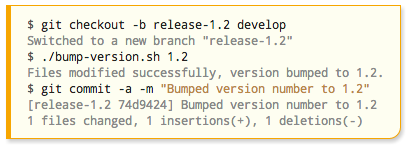 $ git checkout -b release-1.2 develop
Switched to a new branch "release-1.2"
$ ./bump-version.sh 1.2
Files modified successfully, version bumped to 1.2.
$ git commit -a -m "Bumped version number to 1.2"
[release-1.2 74d9424] Bumped version number to 1.2
1 files changed, 1 insertions(+), 1 deletions(-)